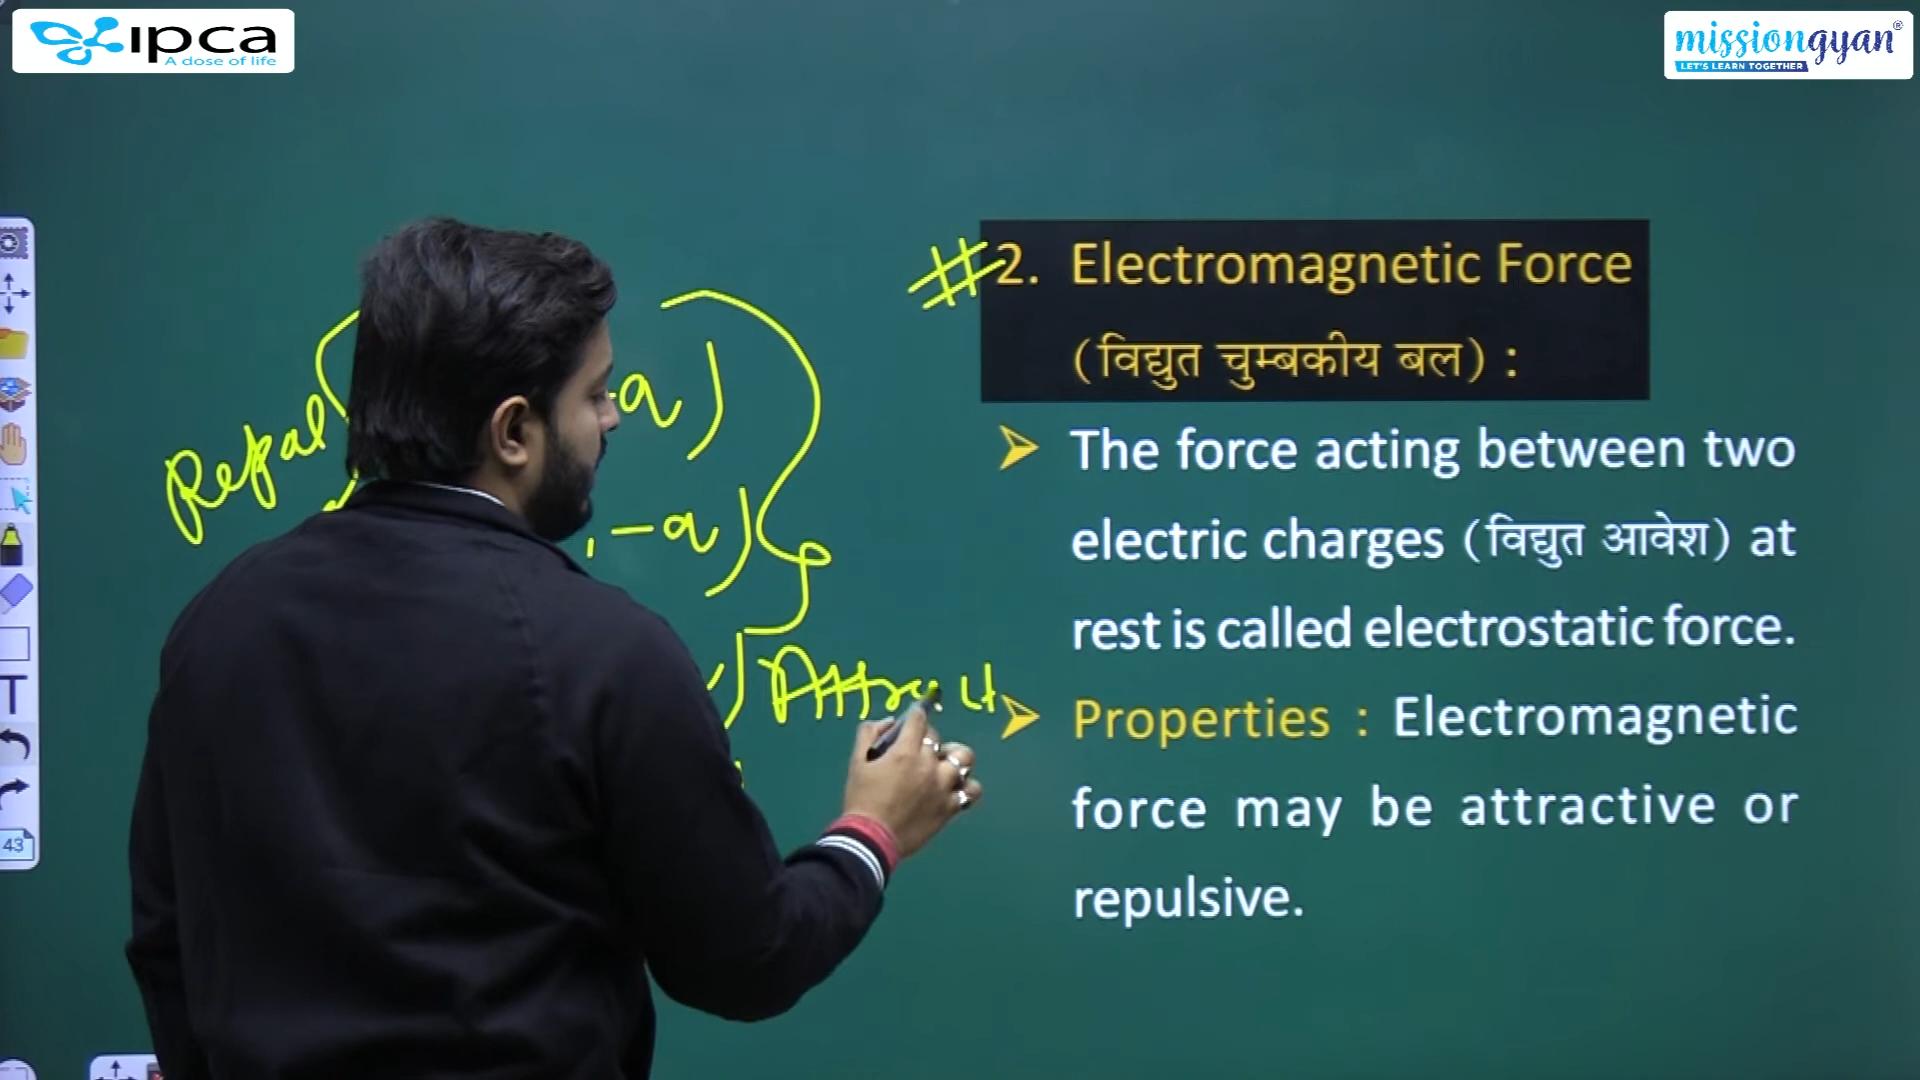 ipca
A dose of life
missiongyan®
LET'S LEARN TOGETHER
2. Electromagnetic Force
(विद्युत चुम्बकीय बल) :
The force acting between two
electric charges (विद्युत आवेश) at
rest is called electrostatic force.
Properties : Electromagnetic
force may be attractive or
repulsive.
Repal
-q)
, -q)
T
43